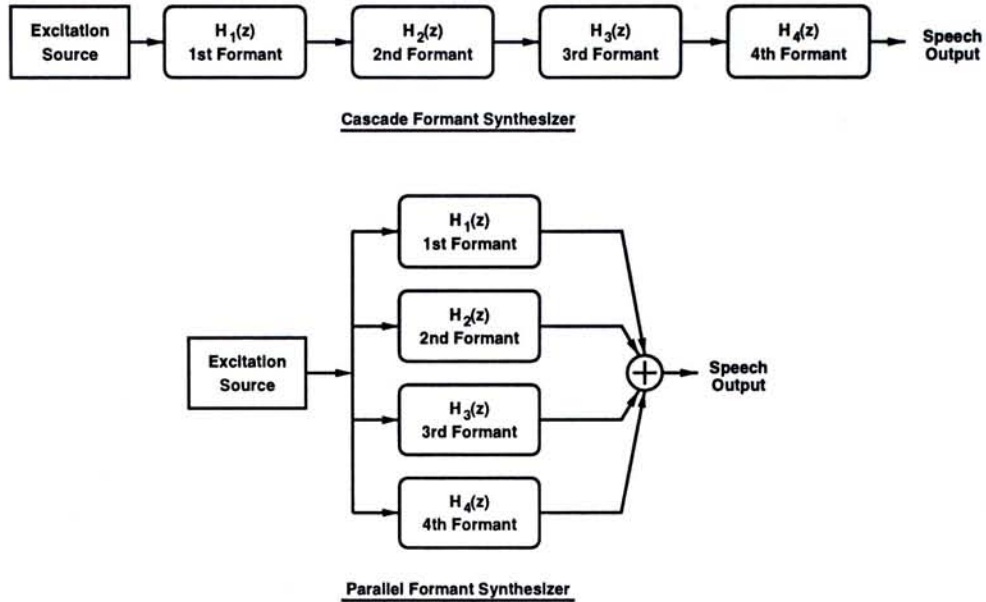 Excitation
Source
H1(z)
1st Formant
H2(z)
2nd Formant
H3(z)
3rd Formant
H4(z)
4th Formant
Speech
Output
Cascade Formant Synthesizer
H1(z)
1st Formant
H2(z)
2nd Formant
Excitation
Source
Speech
Output
H3(z)
3rd Formant
H4(z)
4th Formant
Parallel Formant Synthesizer